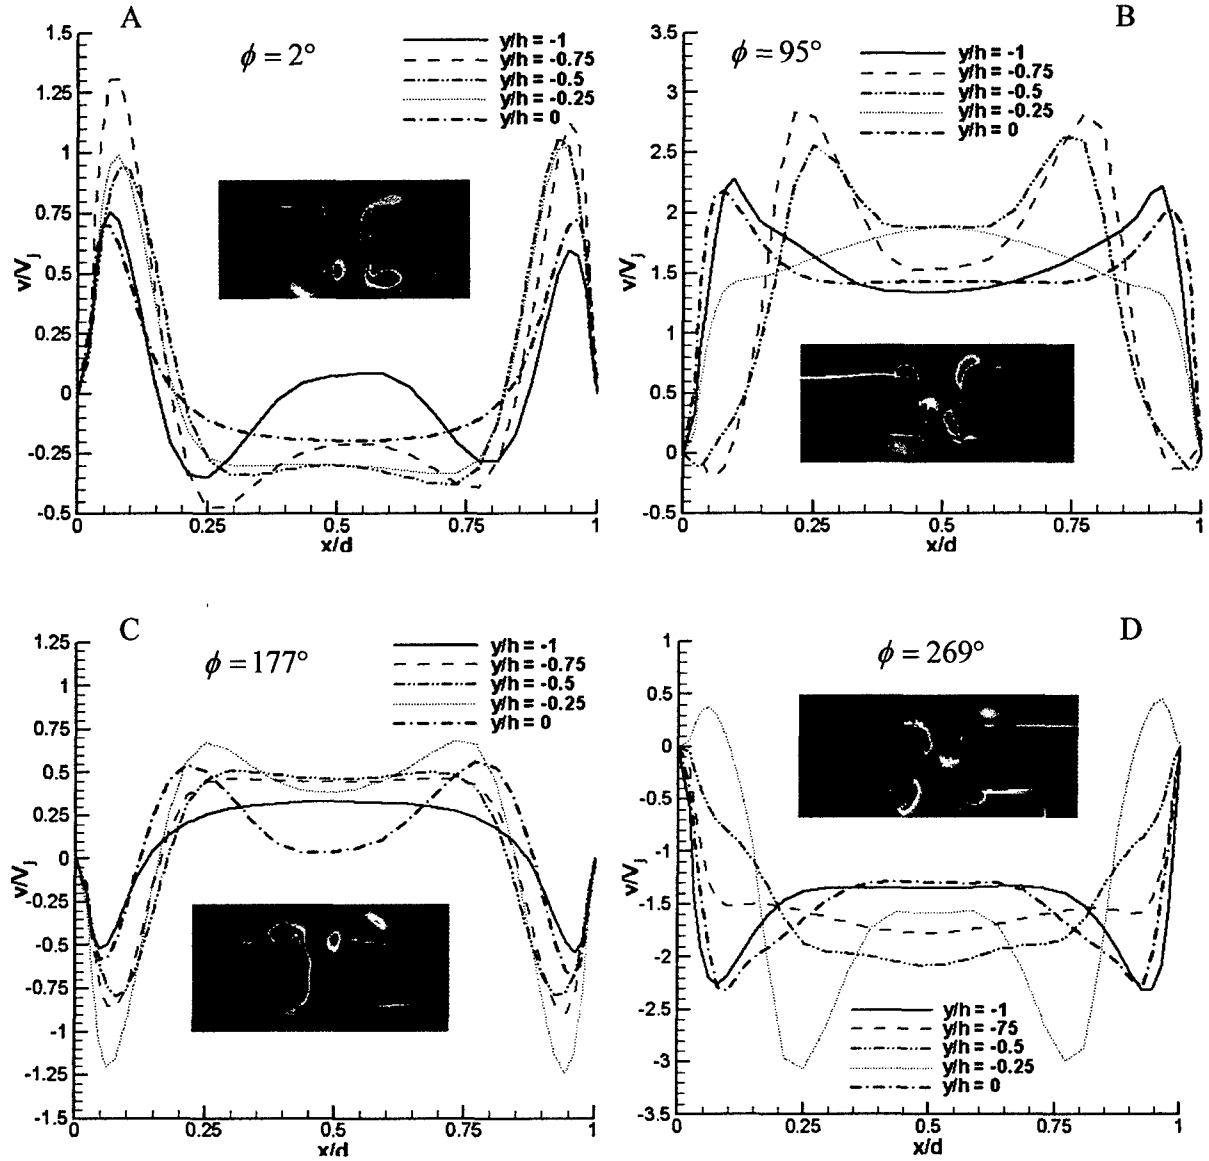 A
ϕ = 2°
y/h = -1
y/h = -0.75
y/h = -0.5
y/h = -0.25
y/h = 0
1.5
1.25
1
0.75
0.5
0.25
0
-0.25
-0.5
v/Vj
0 0.25 0.5 0.75 1
x/d
B
ϕ = 95°
y/h = -1
y/h = -0.75
y/h = -0.5
y/h = -0.25
y/h = 0
3.5
3
2.5
2
1.5
1
0.5
0
-0.5
v/Vj
0 0.25 0.5 0.75 1
x/d
C
ϕ = 177°
y/h = -1
y/h = -0.75
y/h = -0.5
y/h = -0.25
y/h = 0
1.25
1
0.75
0.5
0.25
0
-0.25
-0.5
-0.75
-1
-1.25
-1.5
v/Vj
0 0.25 0.5 0.75 1
x/d
D
ϕ = 269°
1
0.5
0
-0.5
-1
-1.5
-2
-2.5
-3
-3.5
v/Vj
y/h = -1
y/h = -75
y/h = -0.5
y/h = -0.25
y/h = 0
0 0.25 0.5 0.75 1
x/d